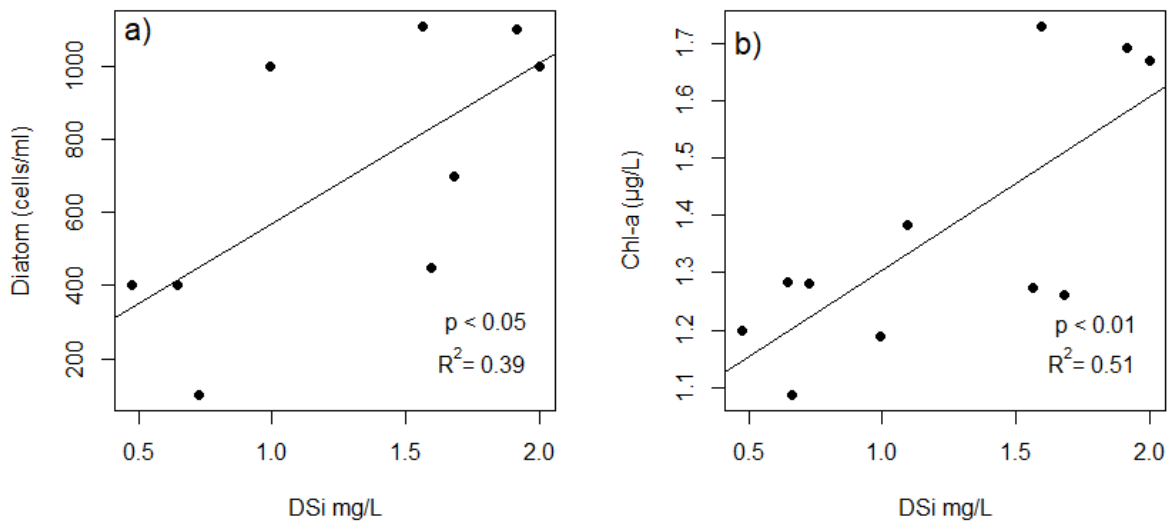 a)
Diatom (cells/ml)
1000
800
600
400
200
p < 0.05
R²= 0.39
0.5 1.0 1.5 2.0
DSi mg/L
b)
Chl-a (µg/L)
1.7
1.6
1.5
1.4
1.3
1.2
1.1
p < 0.01
R²= 0.51
0.5 1.0 1.5 2.0
DSi mg/L